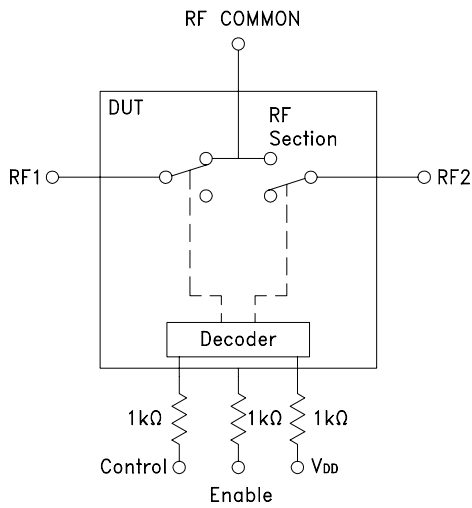 RF COMMON
DUT
RF
Section
RF1
RF2
Decoder
1kΩ
1kΩ
1kΩ
Control
VDD
Enable